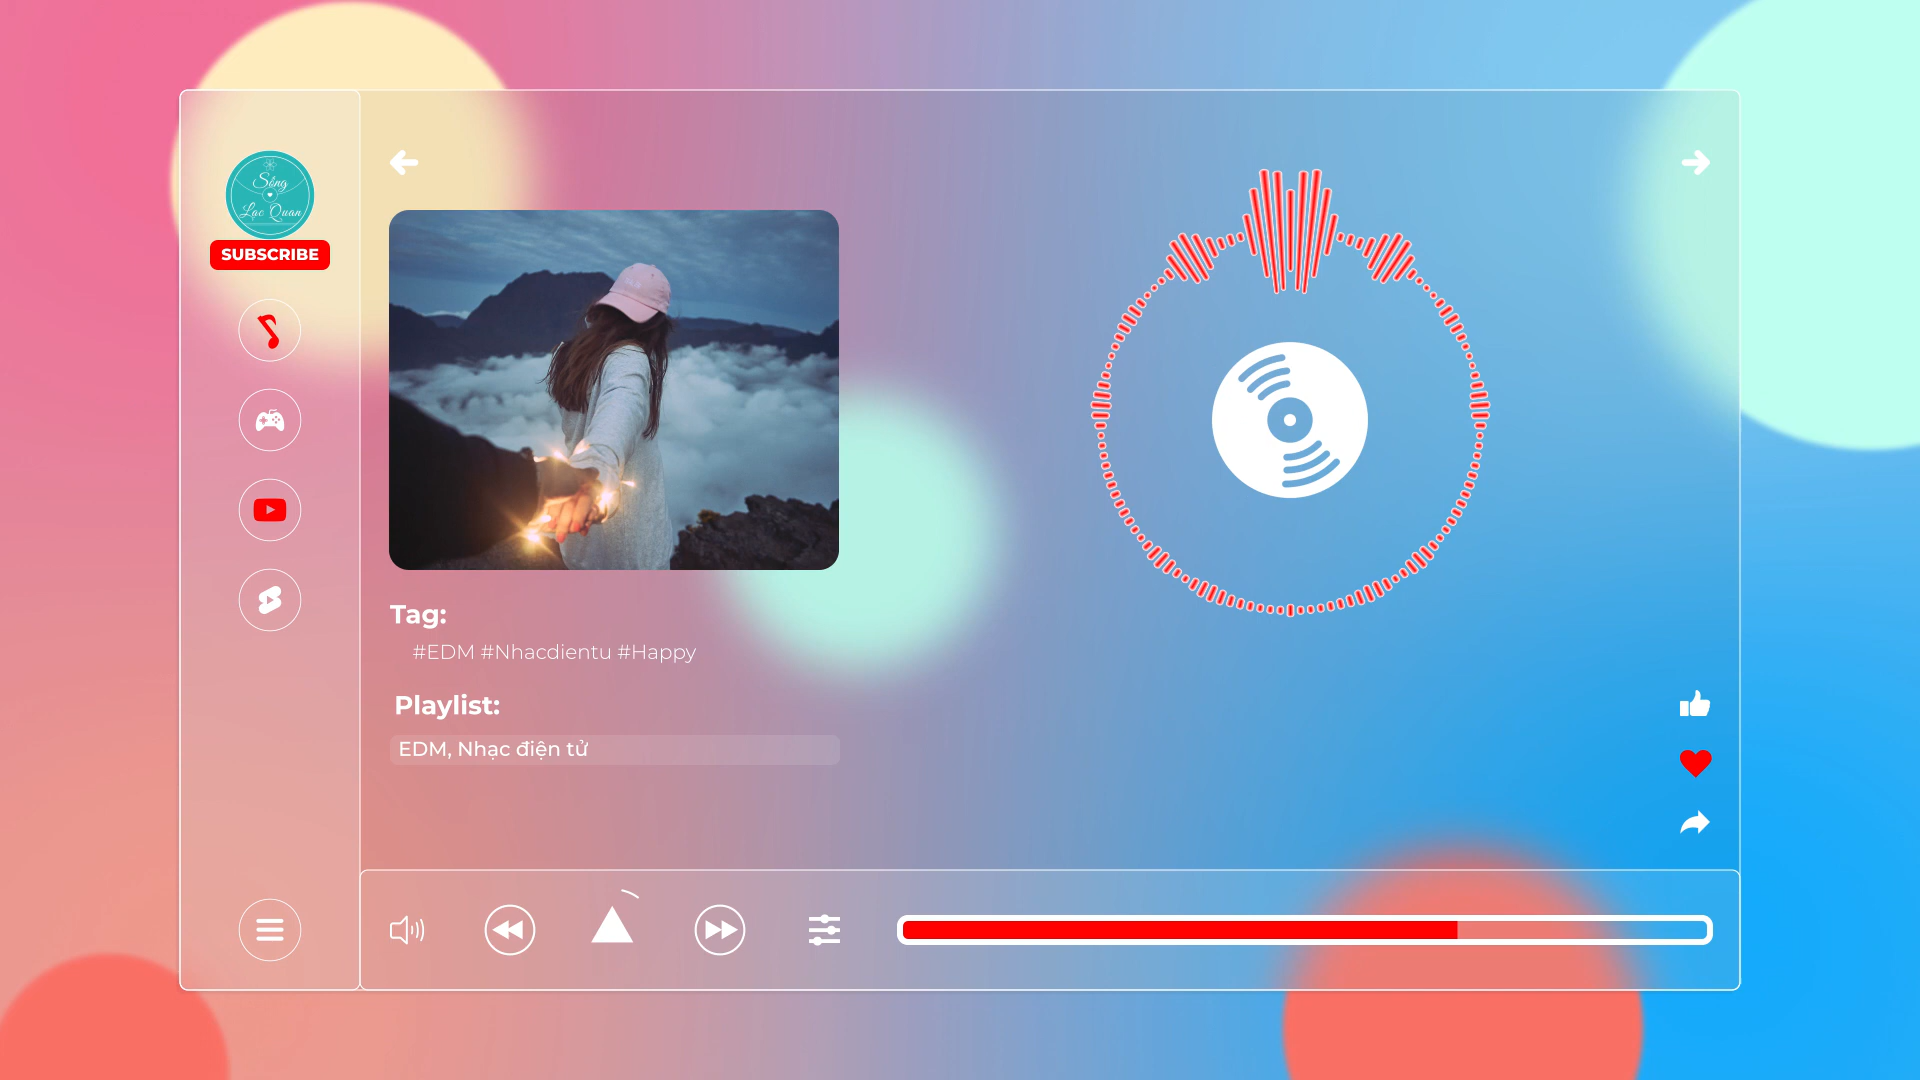 Sống
Lạc Quan
SUBSCRIBE
Tag:
#EDM #Nhacdientu #Happy
Playlist:
EDM, Nhạc điện tử